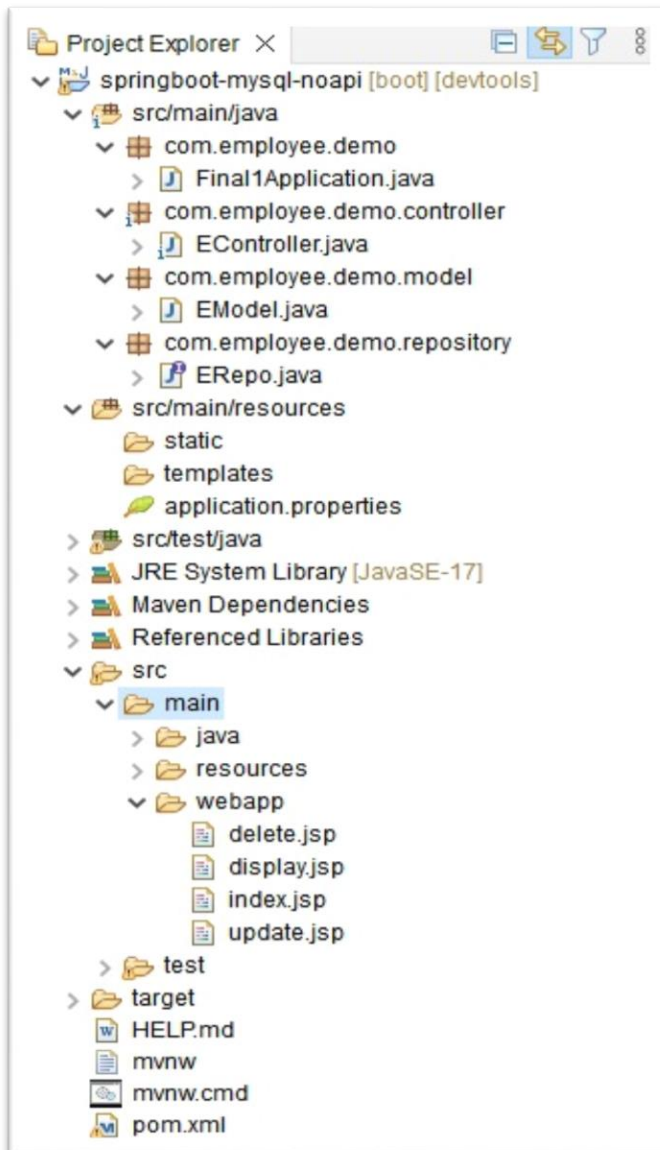 Project Explorer
springboot-mysql-noapi [boot] [devtools]
src/main/java
com.employee.demo
Final1Application.java
com.employee.demo.controller
EController.java
com.employee.demo.model
EModel.java
com.employee.demo.repository
ERepo.java
src/main/resources
static
templates
application.properties
src/test/java
JRE System Library [JavaSE-17]
Maven Dependencies
Referenced Libraries
src
main
java
resources
webapp
delete.jsp
display.jsp
index.jsp
update.jsp
test
target
HELP.md
mvnw
mvnw.cmd
pom.xml